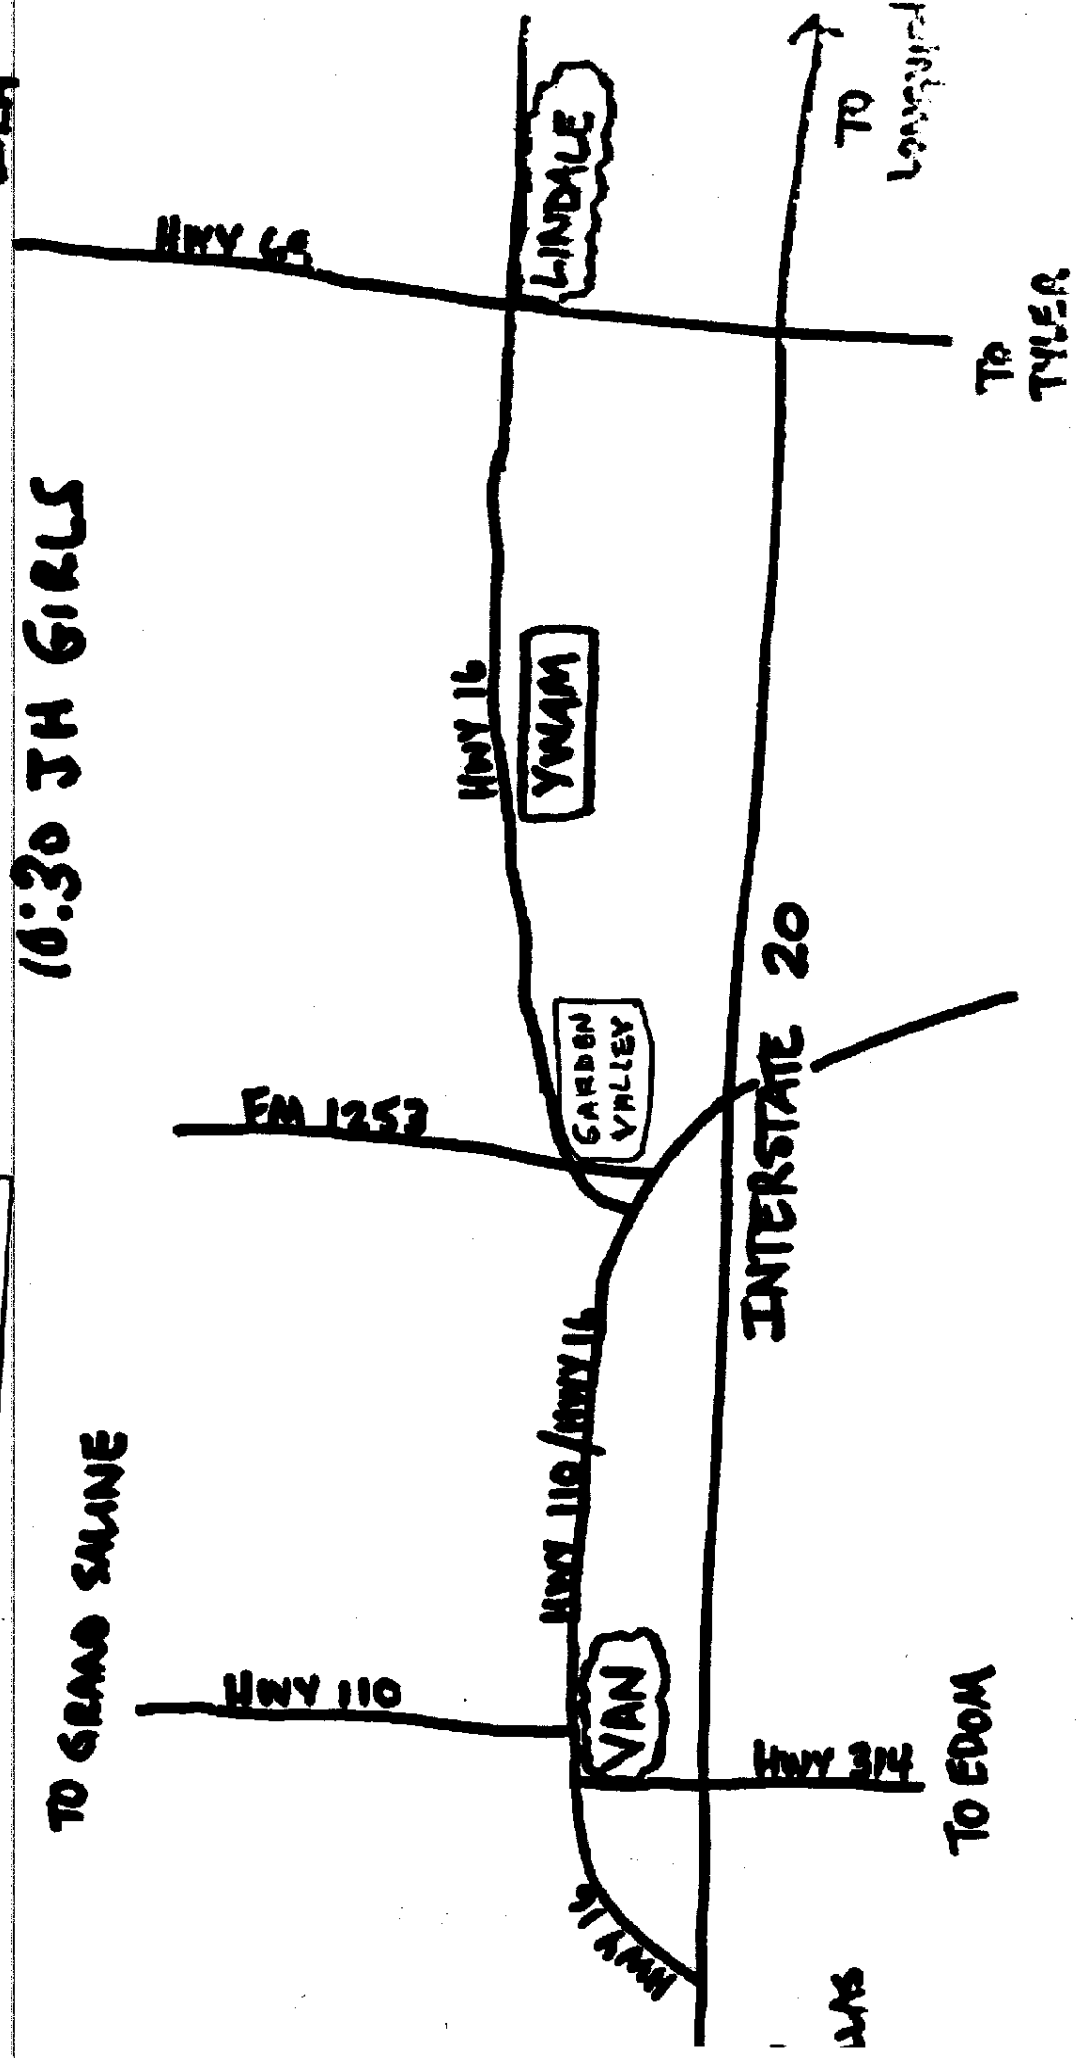 10:30 JH GIRLS
TO GRAND SALINE
HWY 110
FM 1253
HWY 69
HWY 16
HWY 110/HWY 16
HWY 16
VAN
GARDEN
VALLEY
YWAM
LINDALE
INTERSTATE 20
HWY 314
TO EDOM
TO
TYLER
TO